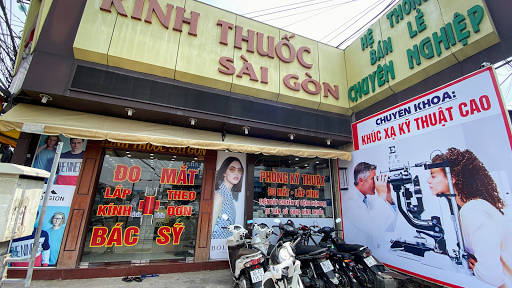 KÍNH THUỐC
SÀI GÒN
HỆ THỐNG
BÁN LẺ
CHUYÊN NGHIỆP
CHUYÊN KHOA:
KHÚC XẠ KỸ THUẬT CAO
KÍNH THUỐC SÀI GÒN
ĐO MẮT
LẮP THEO
KÍNH ĐƠN
BÁC SỸ
PHÒNG KỸ THUẬT
ĐO MẮT - LẮP KÍNH